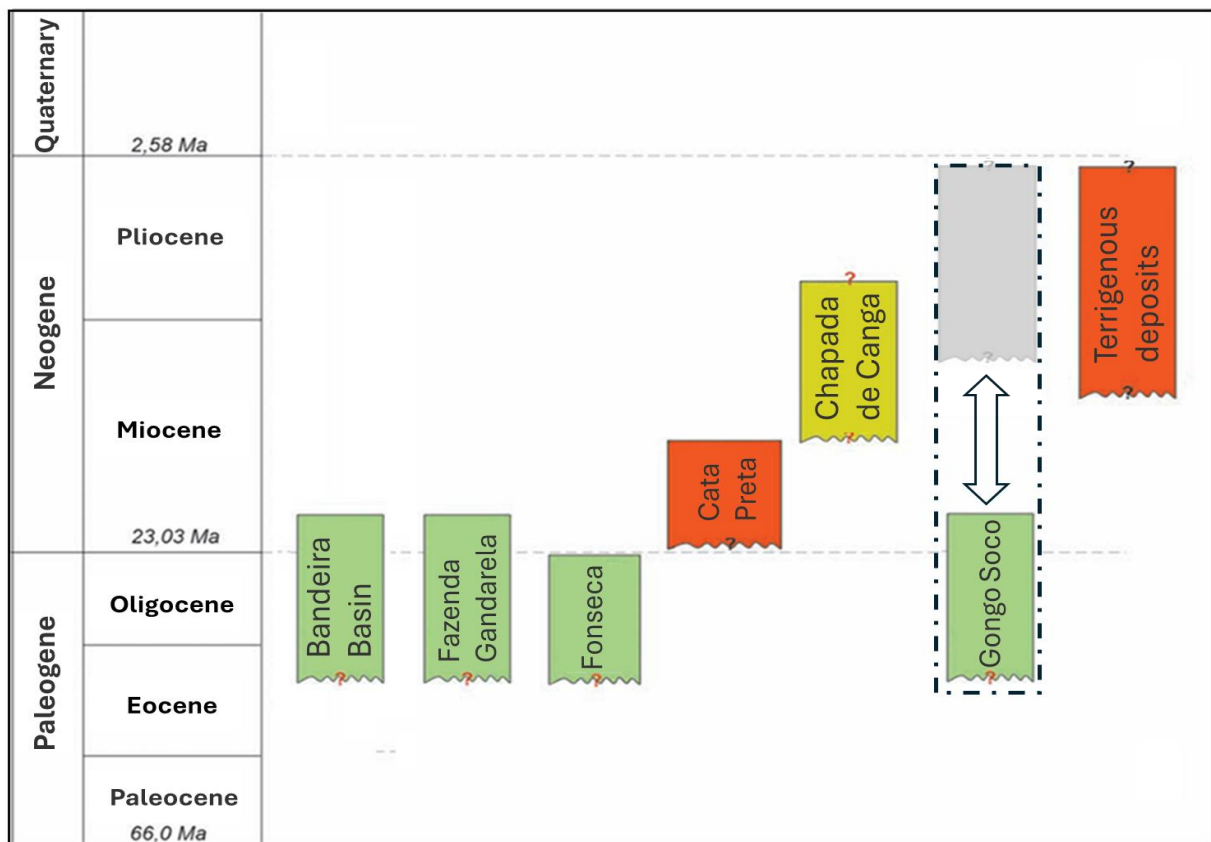 Quaternary
2,58 Ma
Neogene
Pliocene
Miocene
23,03 Ma
Paleogene
Oligocene
Eocene
Paleocene
66,0 Ma
Bandeira
Basin
?
Fazenda
Gandarela
?
Fonseca
?
Cata
Preta
?
?
Chapada
de Canga
?
?
?
Gongo Soco
?
?
Terrigenous
deposits
?